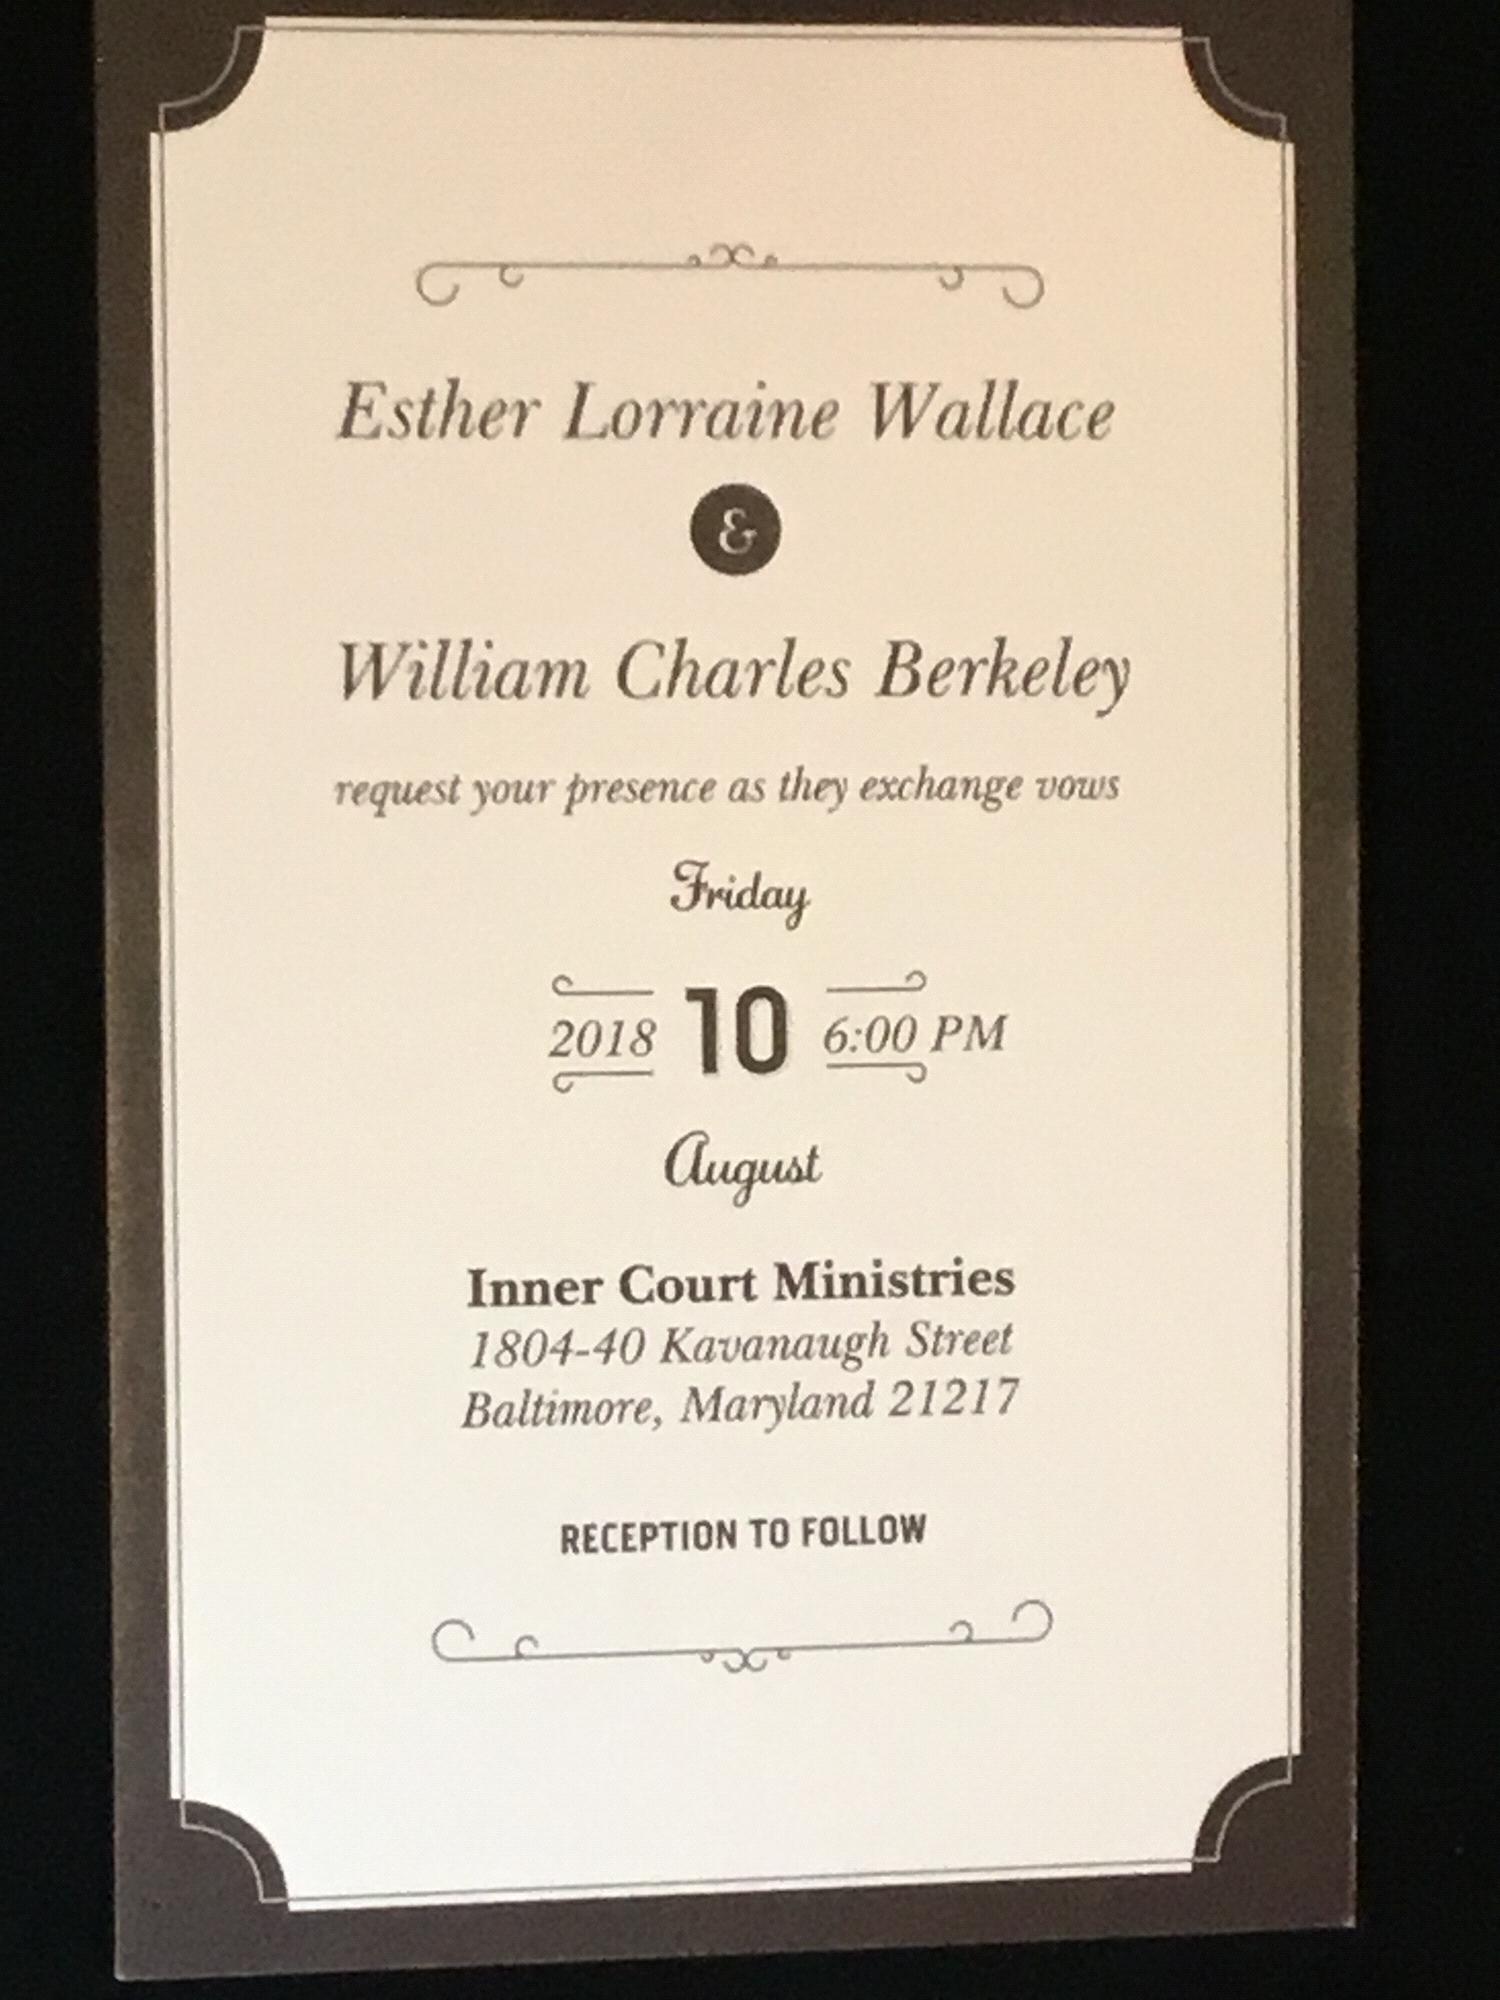 Esther Lorraine Wallace
&
William Charles Berkeley
request your presence as they exchange vows
Friday
2018 10 6:00 PM
August
Inner Court Ministries
1804-40 Kavanaugh Street
Baltimore, Maryland 21217
RECEPTION TO FOLLOW